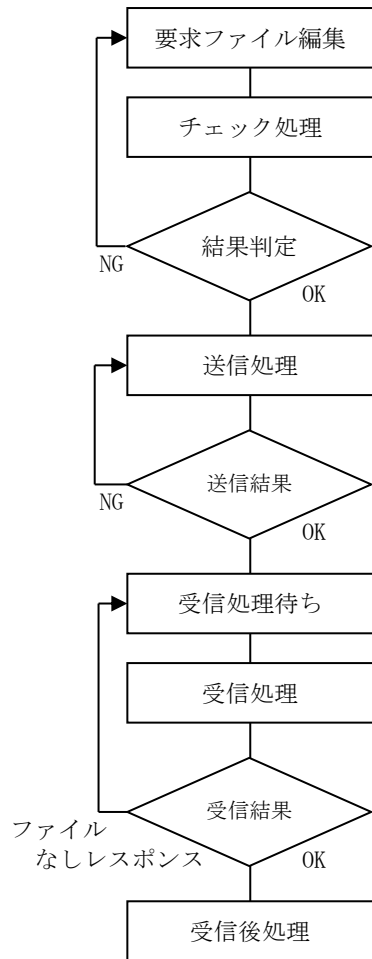 要求ファイル編集
チェック処理
結果判定
NG
OK
送信処理
送信結果
NG
OK
受信処理待ち
受信処理
受信結果
ファイル
なしレスポンス
OK
受信後処理